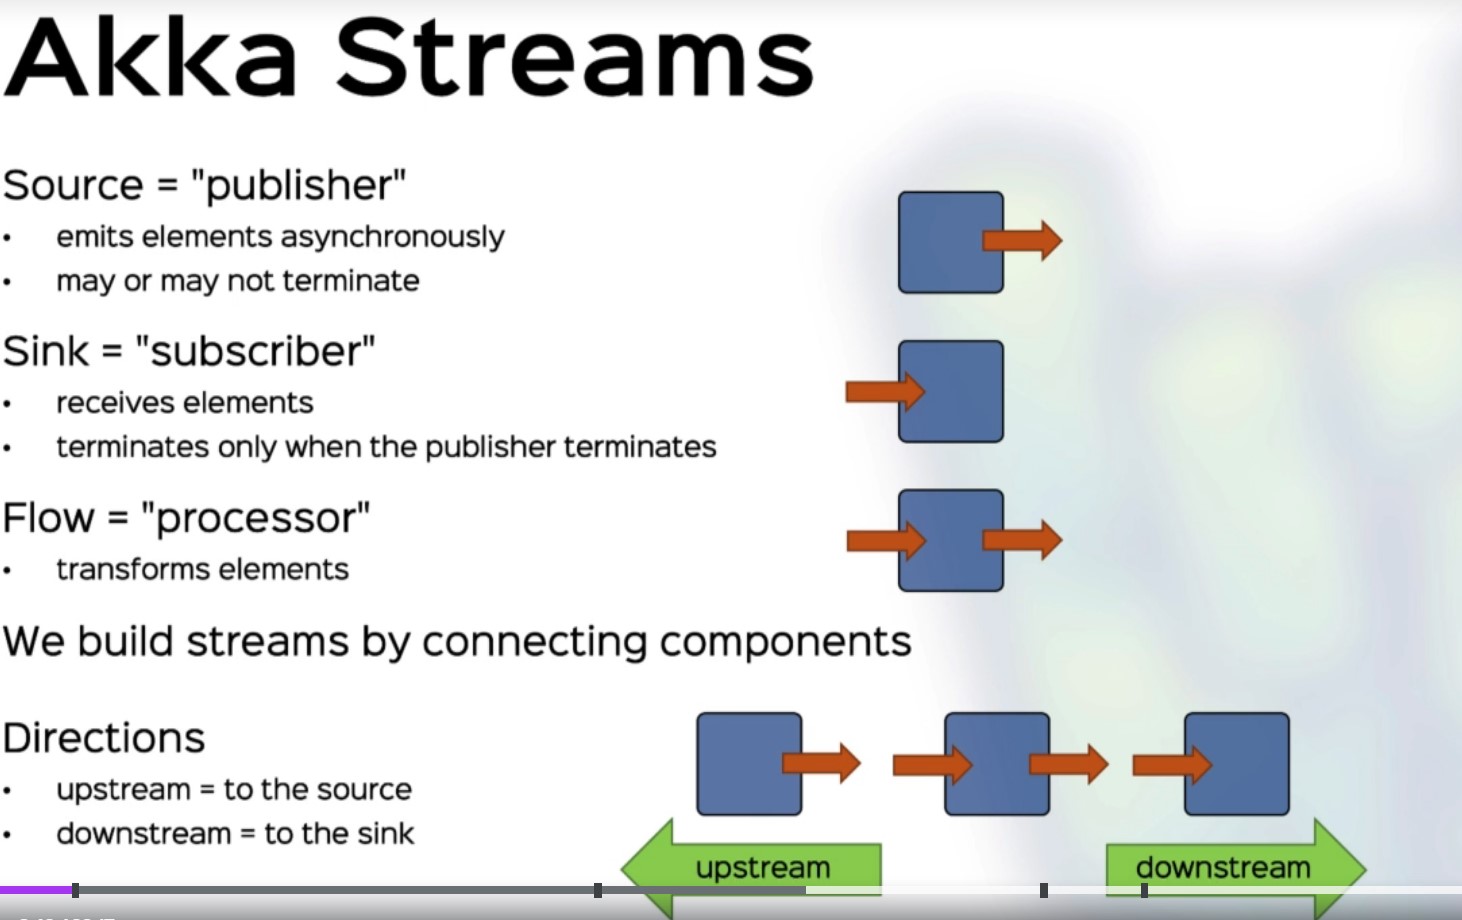 Akka Streams
Source = "publisher"
• emits elements asynchronously
• may or may not terminate
Sink = "subscriber"
• receives elements
• terminates only when the publisher terminates
Flow = "processor"
• transforms elements
We build streams by connecting components
Directions
• upstream = to the source
• downstream = to the sink
upstream
downstream